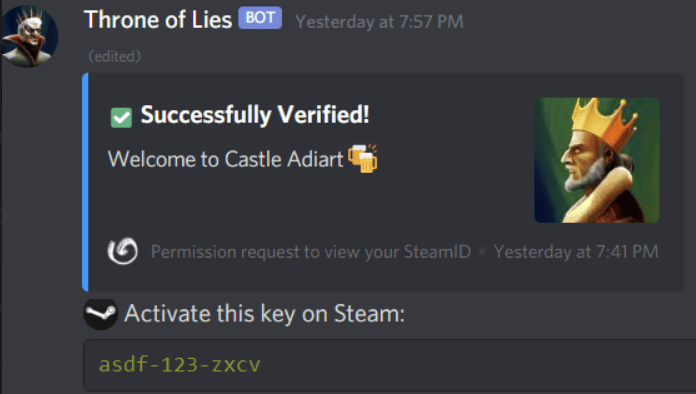 Throne of Lies BOT Yesterday at 7:57 PM
(edited)
Successfully Verified!
Welcome to Castle Adiart
Permission request to view your SteamID • Yesterday at 7:41 PM
Activate this key on Steam:
asdf-123-zxcv